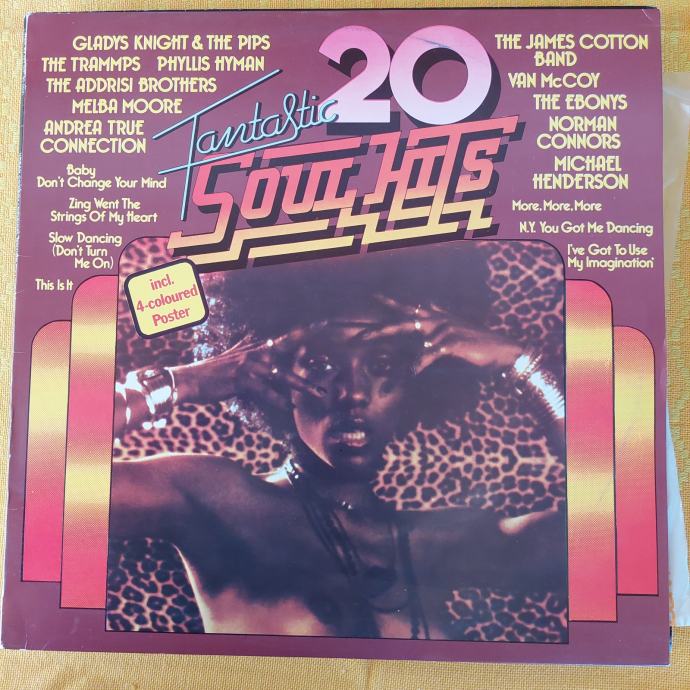 GLADYS KNIGHT & THE PIPS
THE TRAMMPS PHYLLIS HYMAN
THE ADDRISI BROTHERS
MELBA MOORE
ANDREA TRUE
CONNECTION
Baby
Don't Change Your Mind
Zing Went The
Strings Of My Heart
Slow Dancing
(Don't Turn
Me On)
This Is It
20
Fantastic
SOUL HITS
THE JAMES COTTON
BAND
VAN McCOY
THE EBONYS
NORMAN
CONNORS
MICHAEL
HENDERSON
More, More, More
N.Y. You Got Me Dancing
I've Got To Use
My Imagination
incl.
4-coloured
Poster